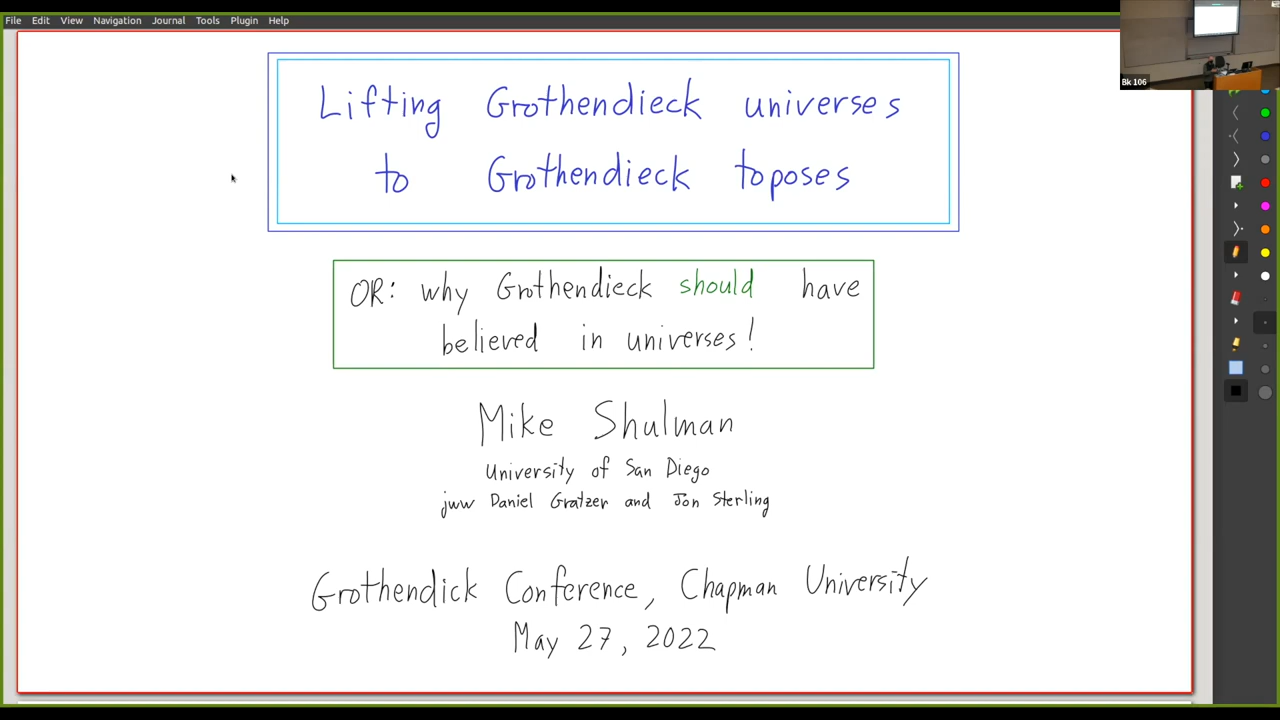 File Edit View Navigation Journal Tools Plugin Help
Bk 106
Lifting Grothendieck universes
to Grothendieck toposes
OR: why Grothendieck should have
believed in universes!
Mike Shulman
University of San Diego
jww Daniel Gratzer and Jon Sterling
Grothendick Conference, Chapman University
May 27, 2022